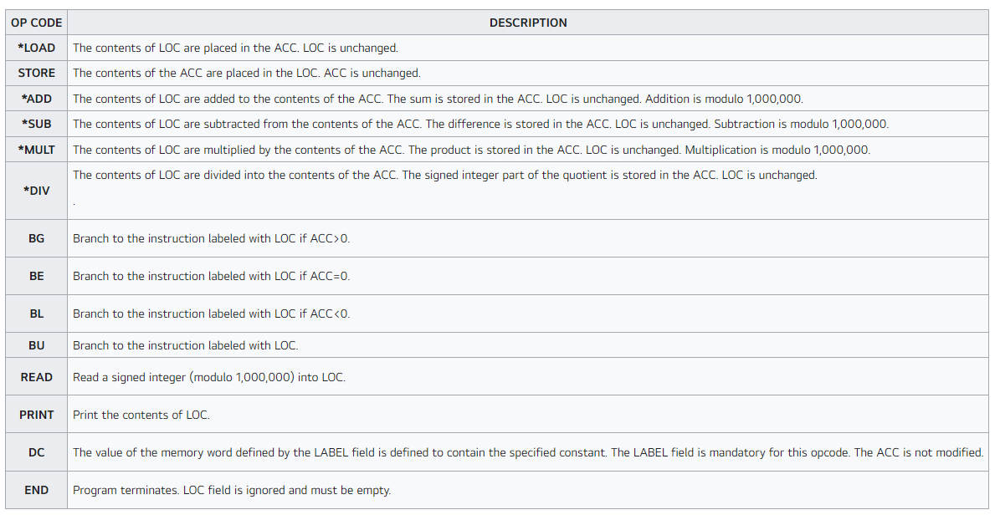 OP CODE DESCRIPTION
*LOAD The contents of LOC are placed in the ACC. LOC is unchanged.
STORE The contents of the ACC are placed in the LOC. ACC is unchanged.
*ADD The contents of LOC are added to the contents of the ACC. The sum is stored in the ACC. LOC is unchanged. Addition is modulo 1,000,000.
*SUB The contents of LOC are subtracted from the contents of the ACC. The difference is stored in the ACC. LOC is unchanged. Subtraction is modulo 1,000,000.
*MULT The contents of LOC are multiplied by the contents of the ACC. The product is stored in the ACC. LOC is unchanged. Multiplication is modulo 1,000,000.
*DIV The contents of LOC are divided into the contents of the ACC. The signed integer part of the quotient is stored in the ACC. LOC is unchanged.
.
BG Branch to the instruction labeled with LOC if ACC>0.
BE Branch to the instruction labeled with LOC if ACC=0.
BL Branch to the instruction labeled with LOC if ACC<0.
BU Branch to the instruction labeled with LOC.
READ Read a signed integer (modulo 1,000,000) into LOC.
PRINT Print the contents of LOC.
DC The value of the memory word defined by the LABEL field is defined to contain the specified constant. The LABEL field is mandatory for this opcode. The ACC is not modified.
END Program terminates. LOC field is ignored and must be empty.